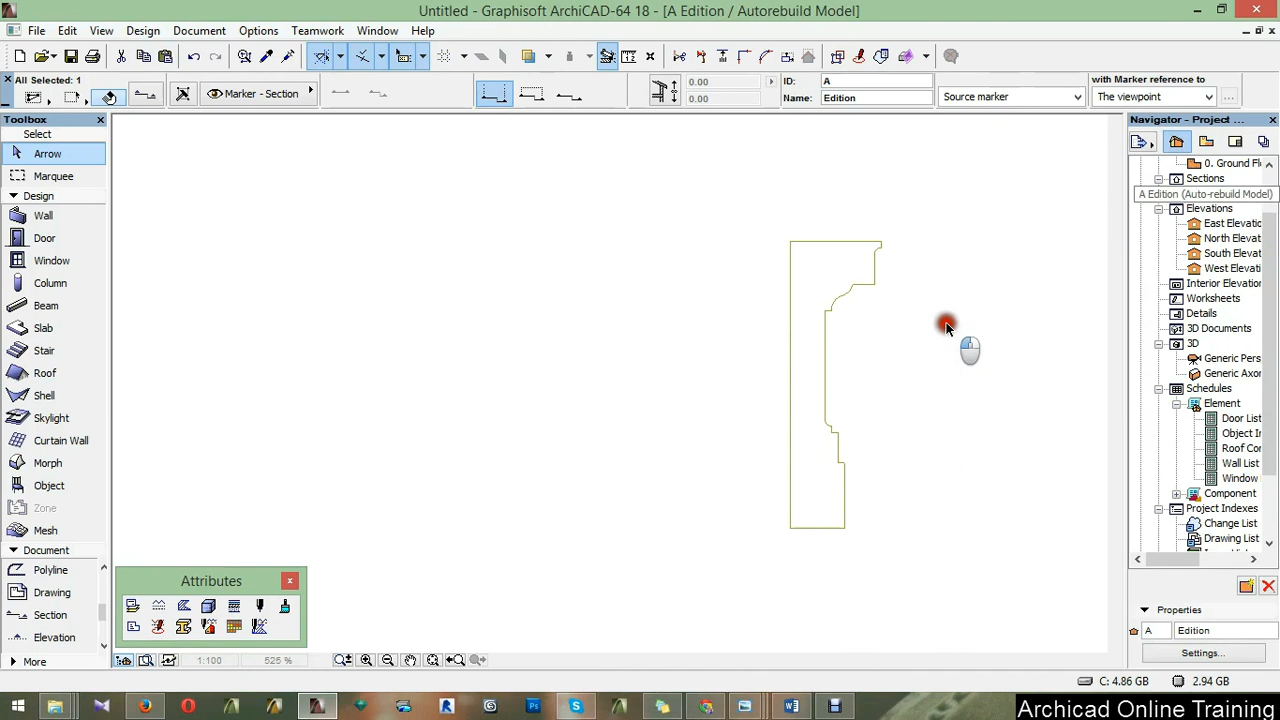 Untitled - Graphisoft ArchiCAD-64 18 - [A Edition / Autorebuild Model]
File Edit View Design Document Options Teamwork Window Help
All Selected: 1
Marker - Section
0.00
0.00
ID: A
Name: Edition
Source marker
with Marker reference to
The viewpoint
Toolbox
Select
Arrow
Marquee
Design
Wall
Door
Window
Column
Beam
Slab
Stair
Roof
Shell
Skylight
Curtain Wall
Morph
Object
Zone
Mesh
Document
Polyline
Drawing
Section
Elevation
More
Attributes
1:100
525 %
Navigator - Project ...
0. Ground Fl
Sections
A Edition (Auto-rebuild Model)
Elevations
East Elevatio
North Elevat
South Elevat
West Elevati
Interior Elevation
Worksheets
Details
3D Documents
3D
Generic Pers
Generic Axor
Schedules
Element
Door List
Object In
Roof Con
Wall List
Window
Component
Project Indexes
Change List
Drawing List
Properties
A Edition
Settings...
C: 4.86 GB 2.94 GB
Archicad Online Training